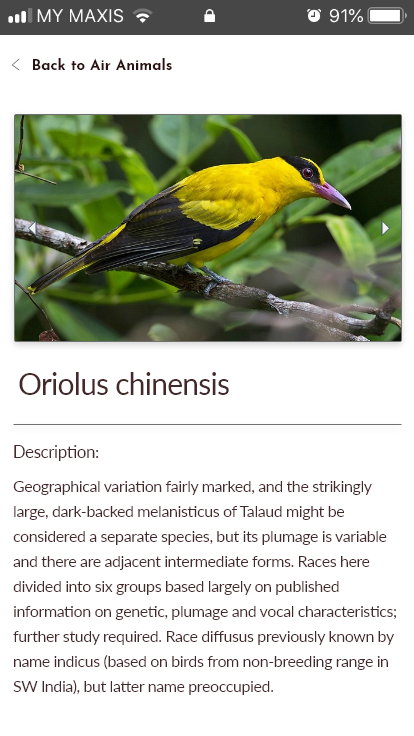 MY MAXIS 91%
Back to Air Animals
Oriolus chinensis
Description:
Geographical variation fairly marked, and the strikingly
large, dark-backed melanisticus of Talaud might be
considered a separate species, but its plumage is variable
and there are adjacent intermediate forms. Races here
divided into six groups based largely on published
information on genetic, plumage and vocal characteristics;
further study required. Race diffusus previously known by
name indicus (based on birds from non-breeding range in
SW India), but latter name preoccupied.